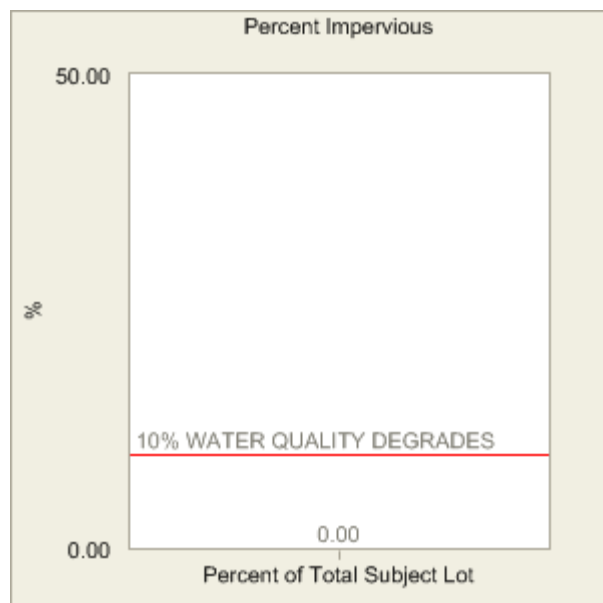 Percent Impervious
50.00
%
10% WATER QUALITY DEGRADES
0.00
0.00
Percent of Total Subject Lot